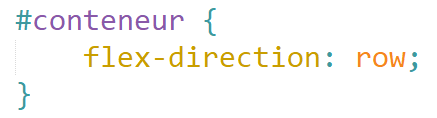 #conteneur {
    flex-direction: row;
}